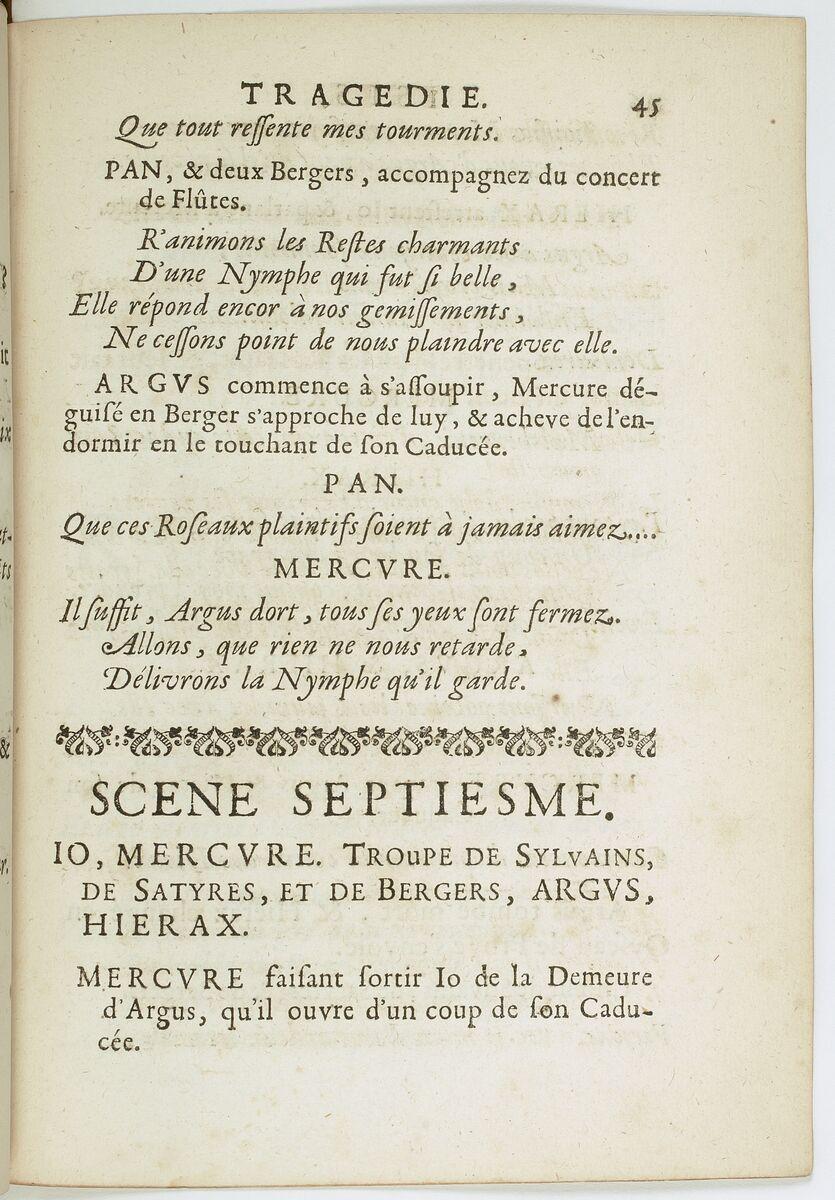 TRAGEDIE. 45
Que tout ressente mes tourments.
PAN, & deux Bergers, accompagnez du concert
de Flûtes.
R'animons les Restes charmants
D'une Nymphe qui fut si belle,
Elle répond encor à nos gemissements,
Ne cessons point de nous plaindre avec elle.
ARGVS commence à s'assoupir, Mercure dé-
guisé en Berger s'approche de luy, & acheve de l'en-
dormir en le touchant de son Caducée.
PAN.
Que ces Roseaux plaintifs soient à jamais aimez....
MERCVRE.
Il suffit, Argus dort, tous ses yeux sont fermez.
Allons, que rien ne nous retarde,
Délivrons la Nymphe qu'il garde.
SCENE SEPTIESME.
IO, MERCVRE. TROUPE DE SYLVAINS,
DE SATYRES, ET DE BERGERS, ARGVS,
HIERAX.
MERCVRE faisant sortir Io de la Demeure
d'Argus, qu'il ouvre d'un coup de son Cadu-
cée.